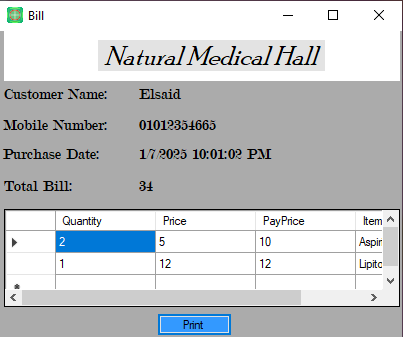 Bill
Natural Medical Hall
Customer Name: Elsaid
Mobile Number: 01012354665
Purchase Date: 1/7/2025 10:01:02 PM
Total Bill: 34
Quantity Price PayPrice Item
2 5 10 Aspir
1 12 12 Lipito
Print